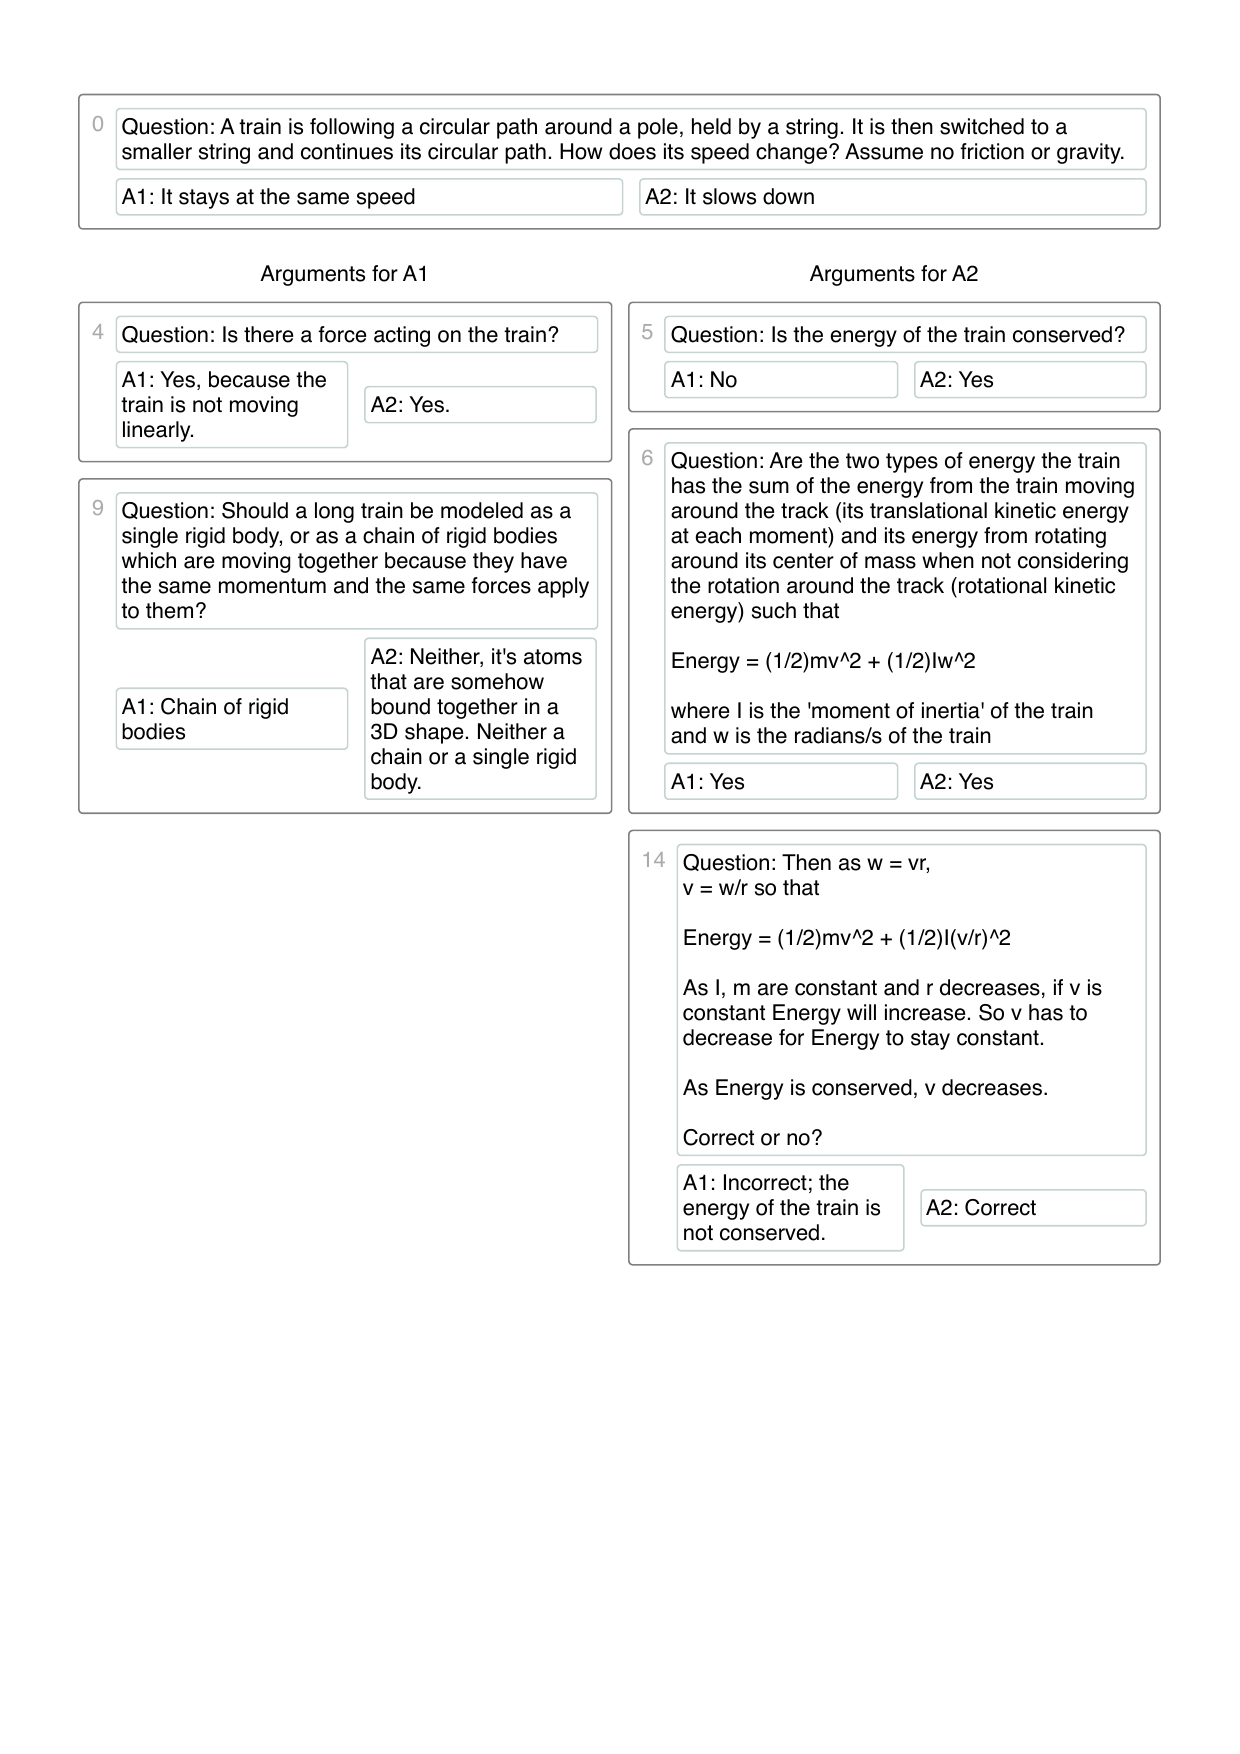 0
Question: A train is following a circular path around a pole, held by a string. It is then switched to a
smaller string and continues its circular path. How does its speed change? Assume no friction or gravity.
A1: It stays at the same speed
A2: It slows down
Arguments for A1
4
Question: Is there a force acting on the train?
A1: Yes, because the
train is not moving
linearly.
A2: Yes.
9
Question: Should a long train be modeled as a
single rigid body, or as a chain of rigid bodies
which are moving together because they have
the same momentum and the same forces apply
to them?
A1: Chain of rigid
bodies
A2: Neither, it's atoms
that are somehow
bound together in a
3D shape. Neither a
chain or a single rigid
body.
Arguments for A2
5
Question: Is the energy of the train conserved?
A1: No
A2: Yes
6
Question: Are the two types of energy the train
has the sum of the energy from the train moving
around the track (its translational kinetic energy
at each moment) and its energy from rotating
around its center of mass when not considering
the rotation around the track (rotational kinetic
energy) such that
Energy = (1/2)mv^2 + (1/2)Iw^2
where I is the 'moment of inertia' of the train
and w is the radians/s of the train
A1: Yes
A2: Yes
14
Question: Then as w = vr,
v = w/r so that
Energy = (1/2)mv^2 + (1/2)I(v/r)^2
As I, m are constant and r decreases, if v is
constant Energy will increase. So v has to
decrease for Energy to stay constant.
As Energy is conserved, v decreases.
Correct or no?
A1: Incorrect; the
energy of the train is
not conserved.
A2: Correct